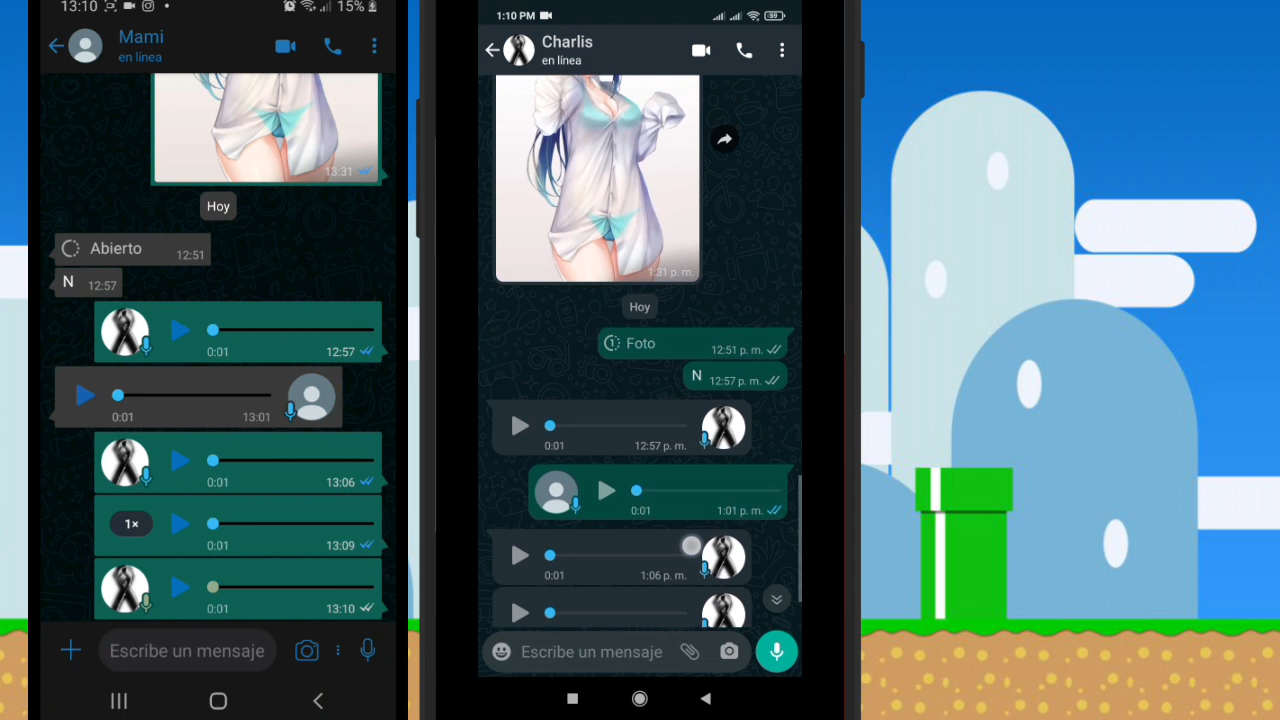 13:10 15%
Mami
en línea
13:31
Hoy
Abierto 12:51
N 12:57
0:01 12:57
0:01 13:01
0:01 13:06
1×
0:01 13:09
0:01 13:10
Escribe un mensaje
1:10 PM 59
Charlis
en línea
1:31 p. m.
Hoy
1 Foto 12:51 p. m.
N 12:57 p. m.
0:01 12:57 p. m.
0:01 1:01 p. m.
0:01 1:06 p. m.
Escribe un mensaje